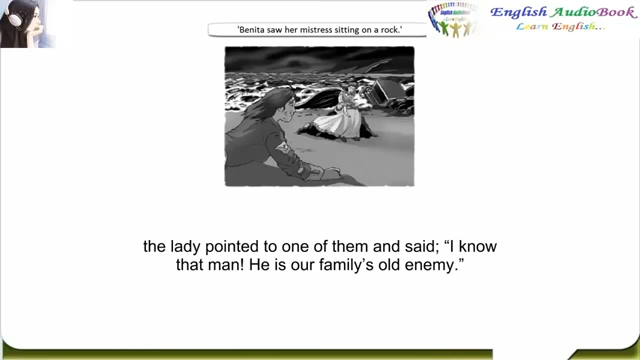 'Benita saw her mistress sitting on a rock.'
English AudioBook
Learn English...
the lady pointed to one of them and said; “I know
that man! He is our family’s old enemy.”